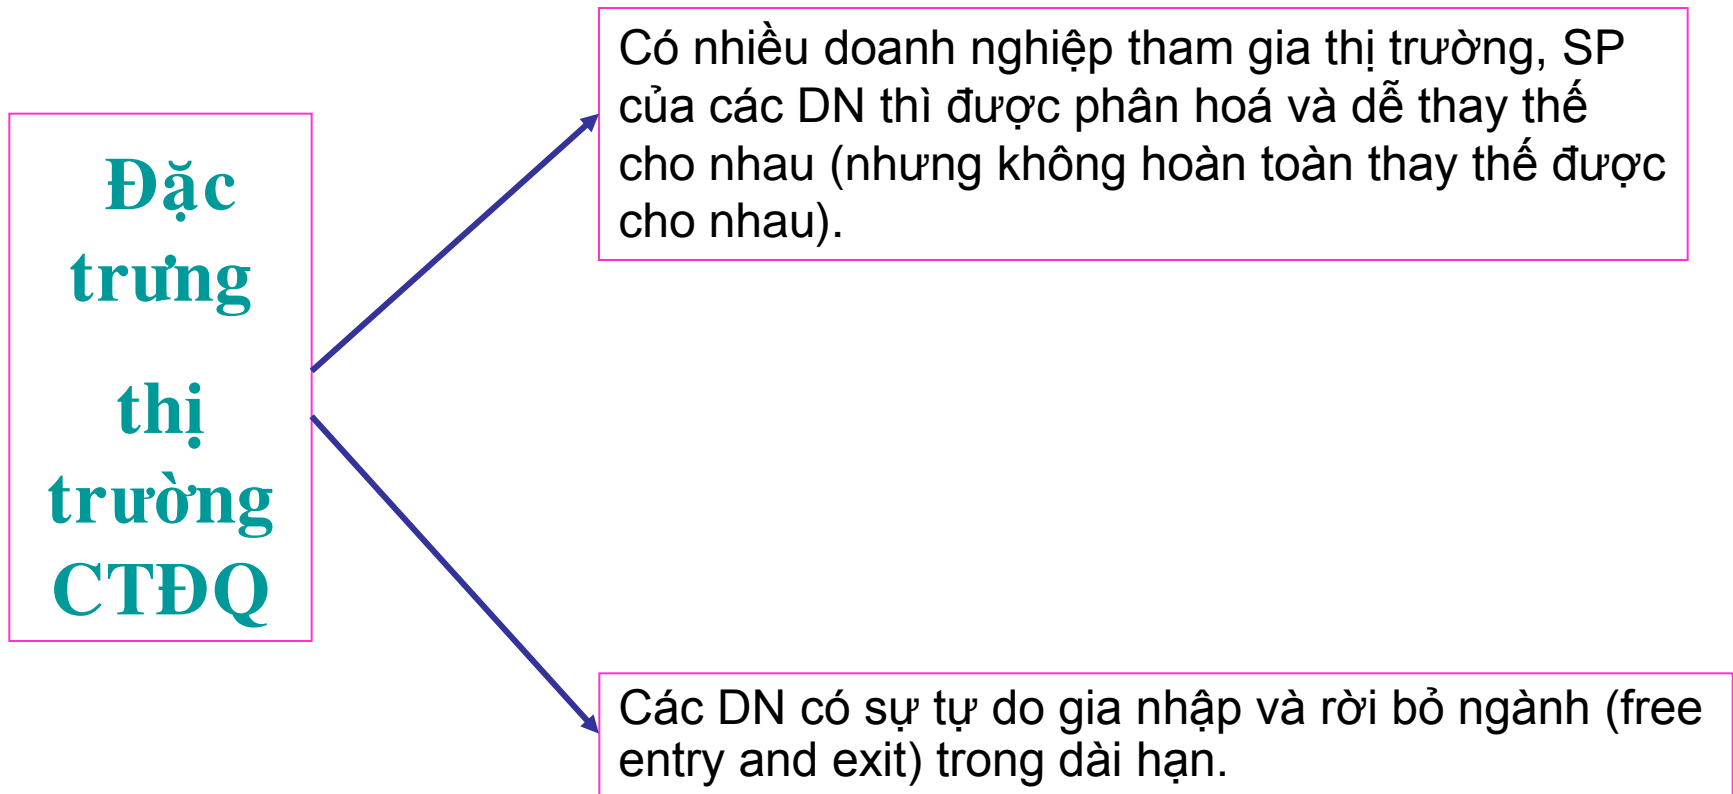 Đặc
trưng
thị
trường
CTĐQ
Có nhiều doanh nghiệp tham gia thị trường, SP
của các DN thì được phân hoá và dễ thay thế
cho nhau (nhưng không hoàn toàn thay thế được
cho nhau).
Các DN có sự tự do gia nhập và rời bỏ ngành (free
entry and exit) trong dài hạn.